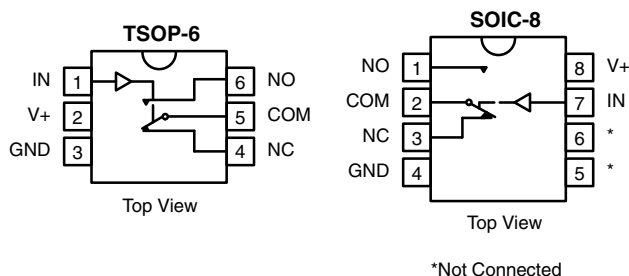 TSOP-6
IN 1 6 NO
V+ 2 5 COM
GND 3 4 NC
Top View
SOIC-8
NO 1 8 V+
COM 2 7 IN
NC 3 6 *
GND 4 5 *
Top View
*Not Connected